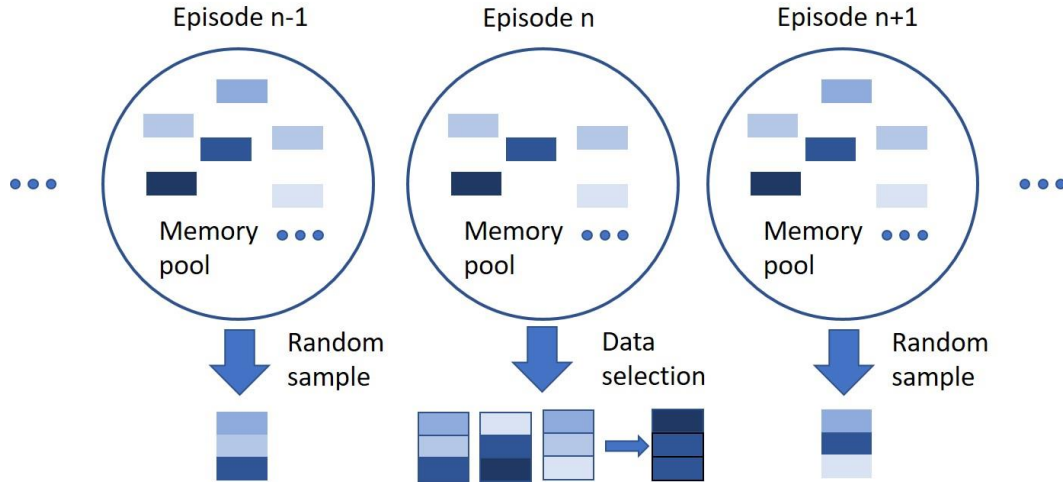 Episode n-1
Episode n
Episode n+1
Memory
pool
Memory
pool
Memory
pool
Random
sample
Data
selection
Random
sample